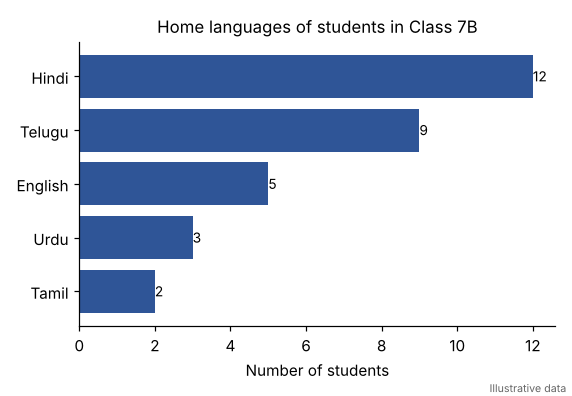 Home languages of students in Class 7B
Hindi 12
Telugu 9
English 5
Urdu 3
Tamil 2
0 2 4 6 8 10 12
Number of students
Illustrative data